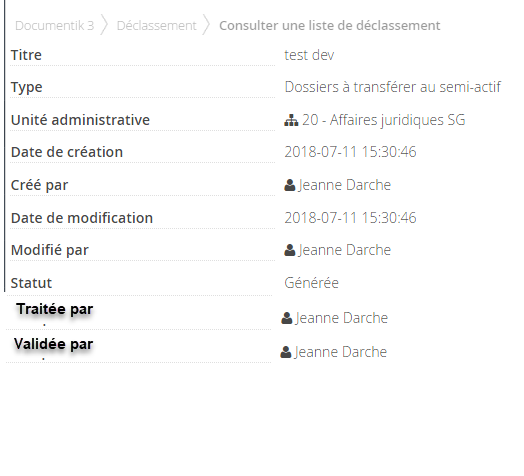 Documentik 3 Déclassement Consulter une liste de déclassement
Titre test dev
Type Dossiers à transférer au semi-actif
Unité administrative 20 - Affaires juridiques SG
Date de création 2018-07-11 15:30:46
Créé par Jeanne Darche
Date de modification 2018-07-11 15:30:46
Modifié par Jeanne Darche
Statut Générée
Traitée par Jeanne Darche
Validée par Jeanne Darche